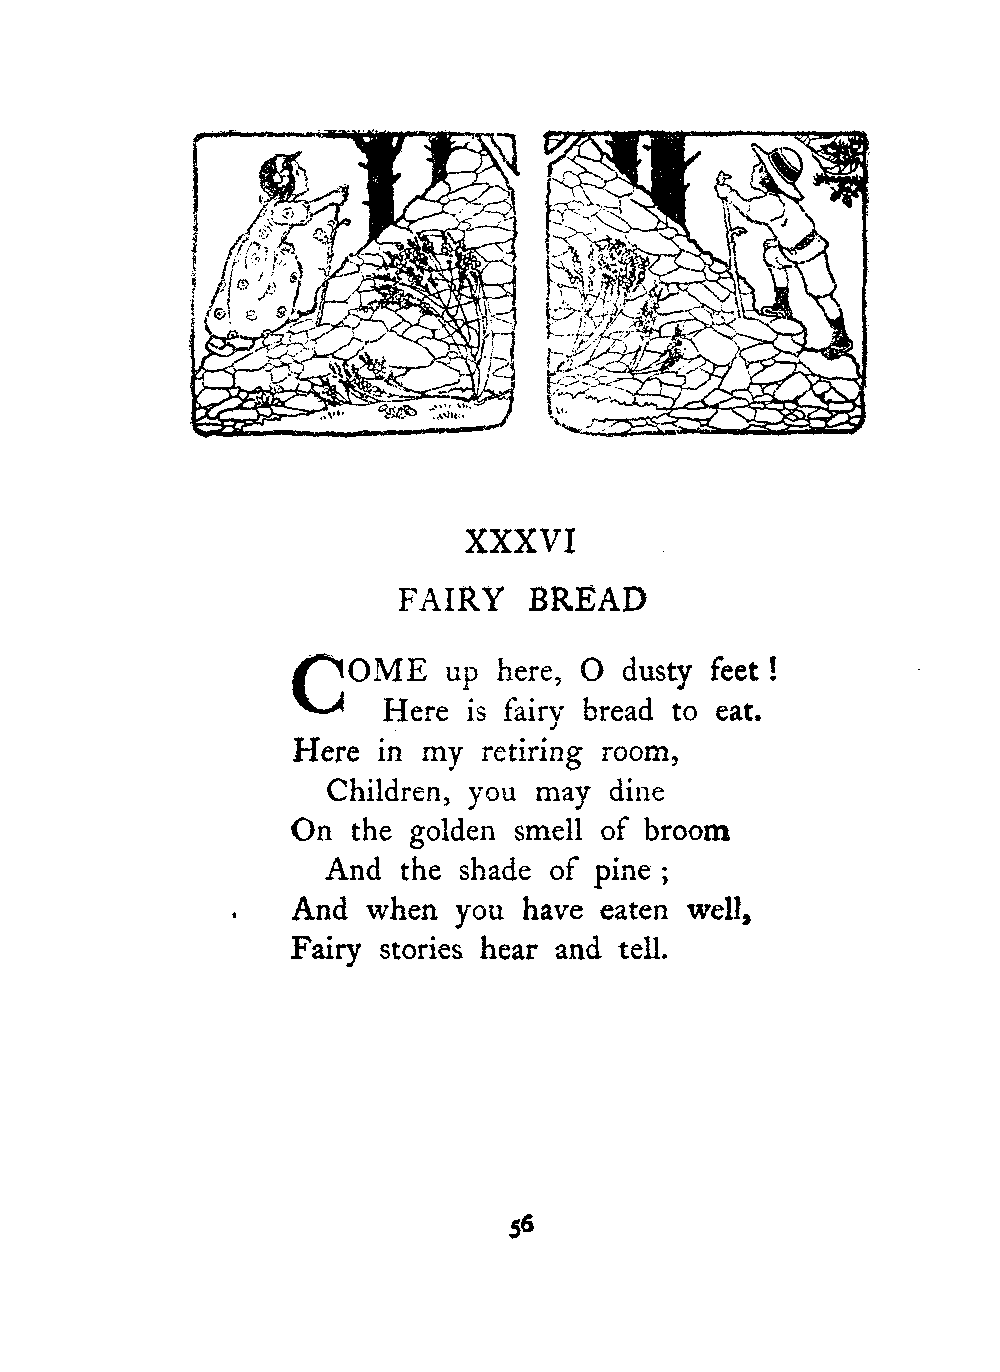 XXXVI
FAIRY BREAD
COME up here, O dusty feet !
Here is fairy bread to eat.
Here in my retiring room,
Children, you may dine
On the golden smell of broom
And the shade of pine ;
And when you have eaten well,
Fairy stories hear and tell.
56